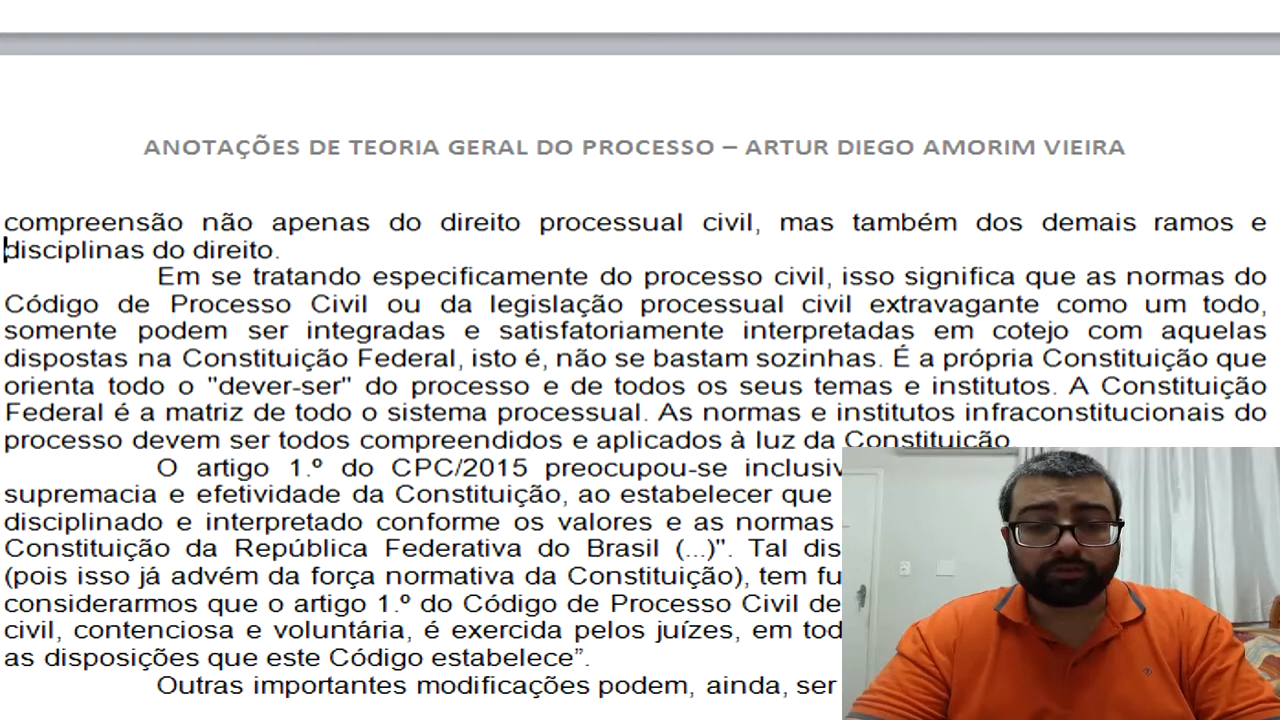 ANOTAÇÕES DE TEORIA GERAL DO PROCESSO – ARTUR DIEGO AMORIM VIEIRA
compreensão não apenas do direito processual civil, mas também dos demais ramos e
disciplinas do direito.
Em se tratando especificamente do processo civil, isso significa que as normas do
Código de Processo Civil ou da legislação processual civil extravagante como um todo,
somente podem ser integradas e satisfatoriamente interpretadas em cotejo com aquelas
dispostas na Constituição Federal, isto é, não se bastam sozinhas. É a própria Constituição que
orienta todo o "dever-ser" do processo e de todos os seus temas e institutos. A Constituição
Federal é a matriz de todo o sistema processual. As normas e institutos infraconstitucionais do
processo devem ser todos compreendidos e aplicados à luz da Constituição.
O artigo 1.º do CPC/2015 preocupou-se
supremacia e efetividade da Constituição, ao estabelecer que
disciplinado e interpretado conforme os valores e as normas
Constituição da República Federativa do Brasil (...)". Tal
(pois isso já advém da força normativa da Constituição), tem
considerarmos que o artigo 1.º do Código de Processo Civil de
civil, contenciosa e voluntária, é exercida pelos juízes, em
as disposições que este Código estabelece”.
Outras importantes modificações podem, ainda, ser